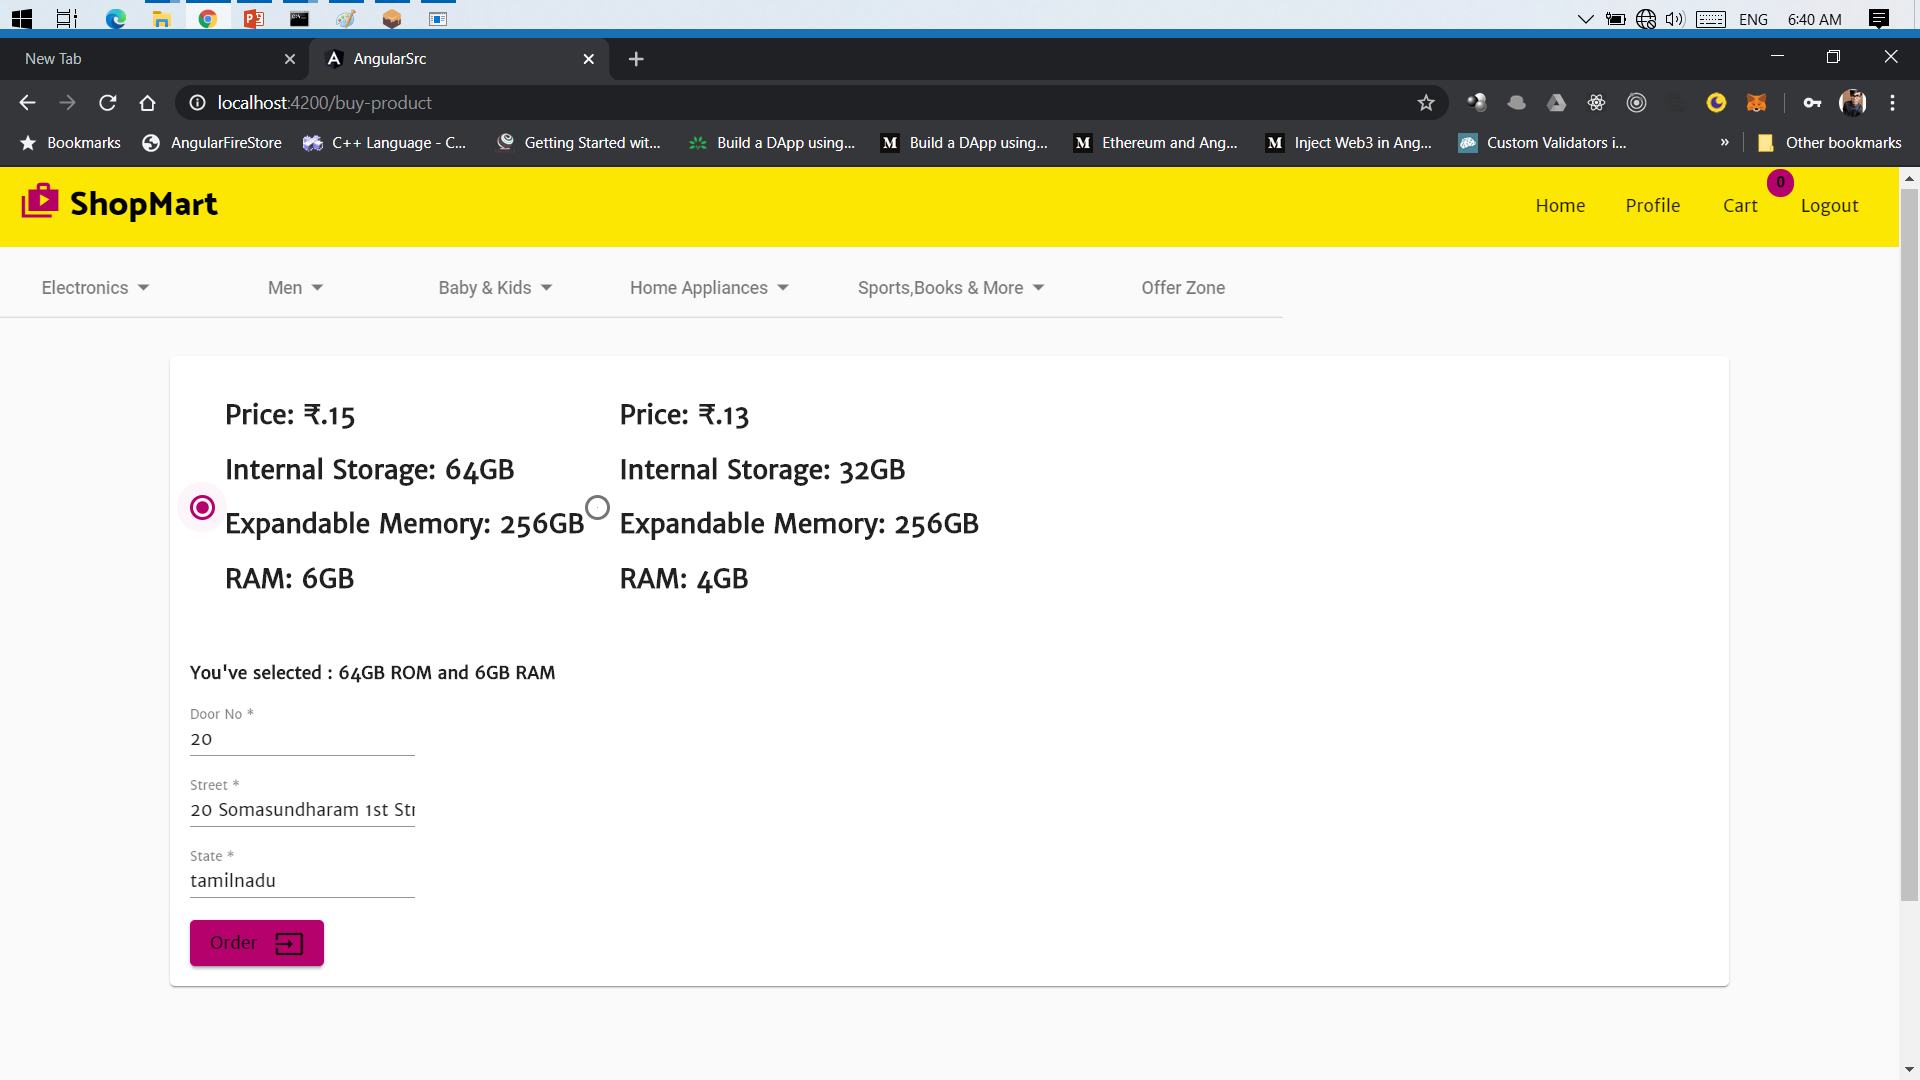 ENG 6:40 AM
New Tab
AngularSrc
localhost:4200/buy-product
Bookmarks AngularFireStore C++ Language - C... Getting Started wit... Build a DApp using... Build a DApp using... Ethereum and Ang... Inject Web3 in Ang... Custom Validators i... » Other bookmarks
ShopMart
Home Profile Cart 0 Logout
Electronics Men Baby & Kids Home Appliances Sports,Books & More Offer Zone
Price: ₹.15
Internal Storage: 64GB
Expandable Memory: 256GB
RAM: 6GB
Price: ₹.13
Internal Storage: 32GB
Expandable Memory: 256GB
RAM: 4GB
You've selected : 64GB ROM and 6GB RAM
Door No *
20
Street *
20 Somasundharam 1st Str
State *
tamilnadu
Order